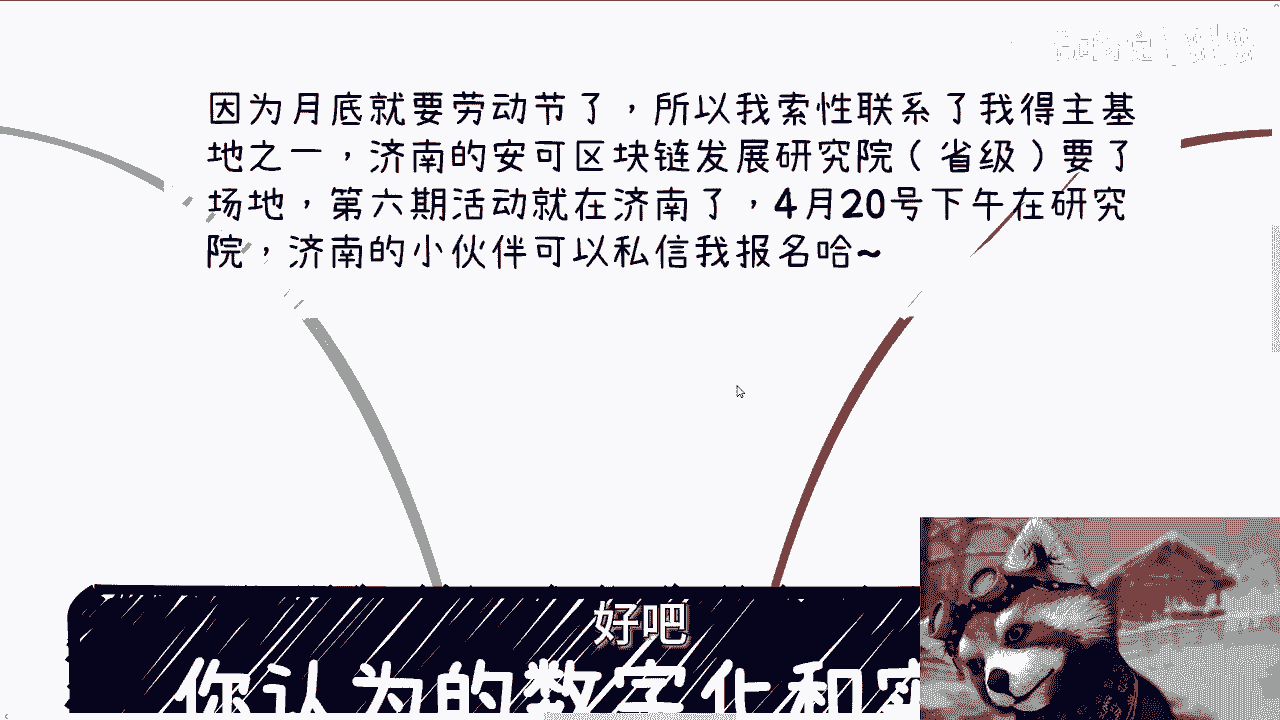 因为月底就要劳动节了，所以我索性联系了我得主基
地之一，济南的安可区块链发展研究院（省级）要了
场地，第六期活动就在济南了，4月20号下午在研究
院，济南的小伙伴可以私信我报名哈~
好吧
你认为的数字化和